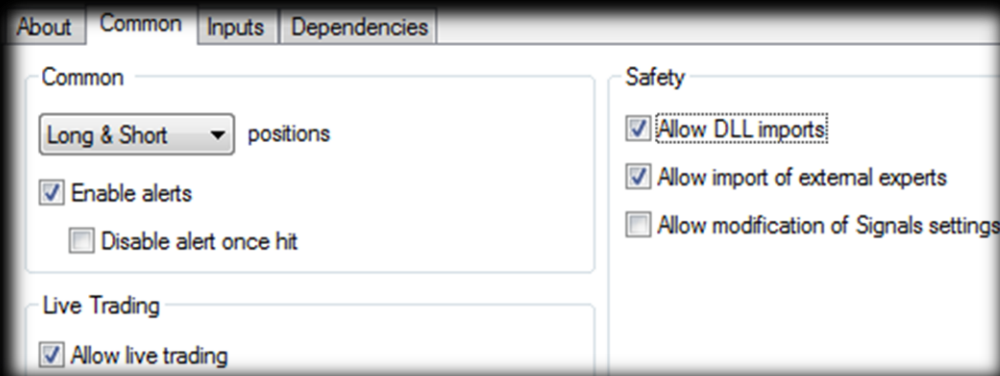 About Common Inputs Dependencies
Common
Long & Short positions
Enable alerts
Disable alert once hit
Live Trading
Allow live trading
Safety
Allow DLL imports
Allow import of external experts
Allow modification of Signals settings